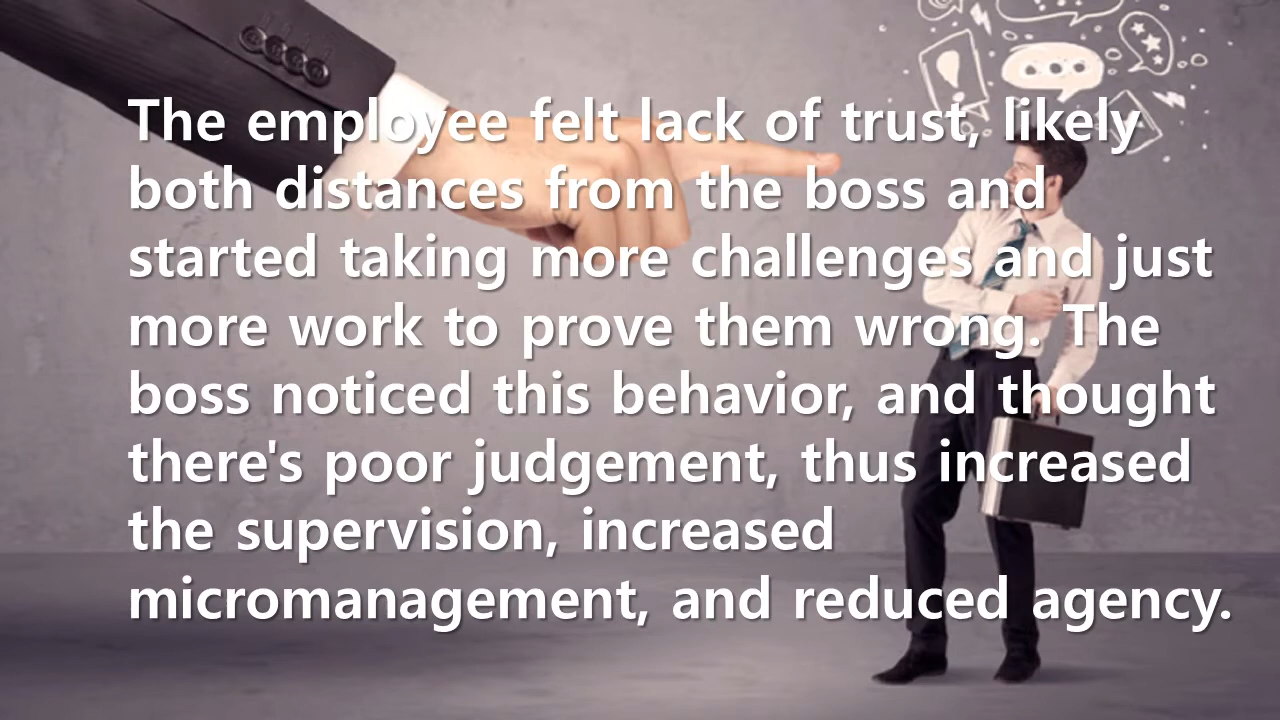 The employee felt lack of trust, likely
both distances from the boss and
started taking more challenges and just
more work to prove them wrong. The
boss noticed this behavior, and thought
there's poor judgement, thus increased
the supervision, increased
micromanagement, and reduced agency.